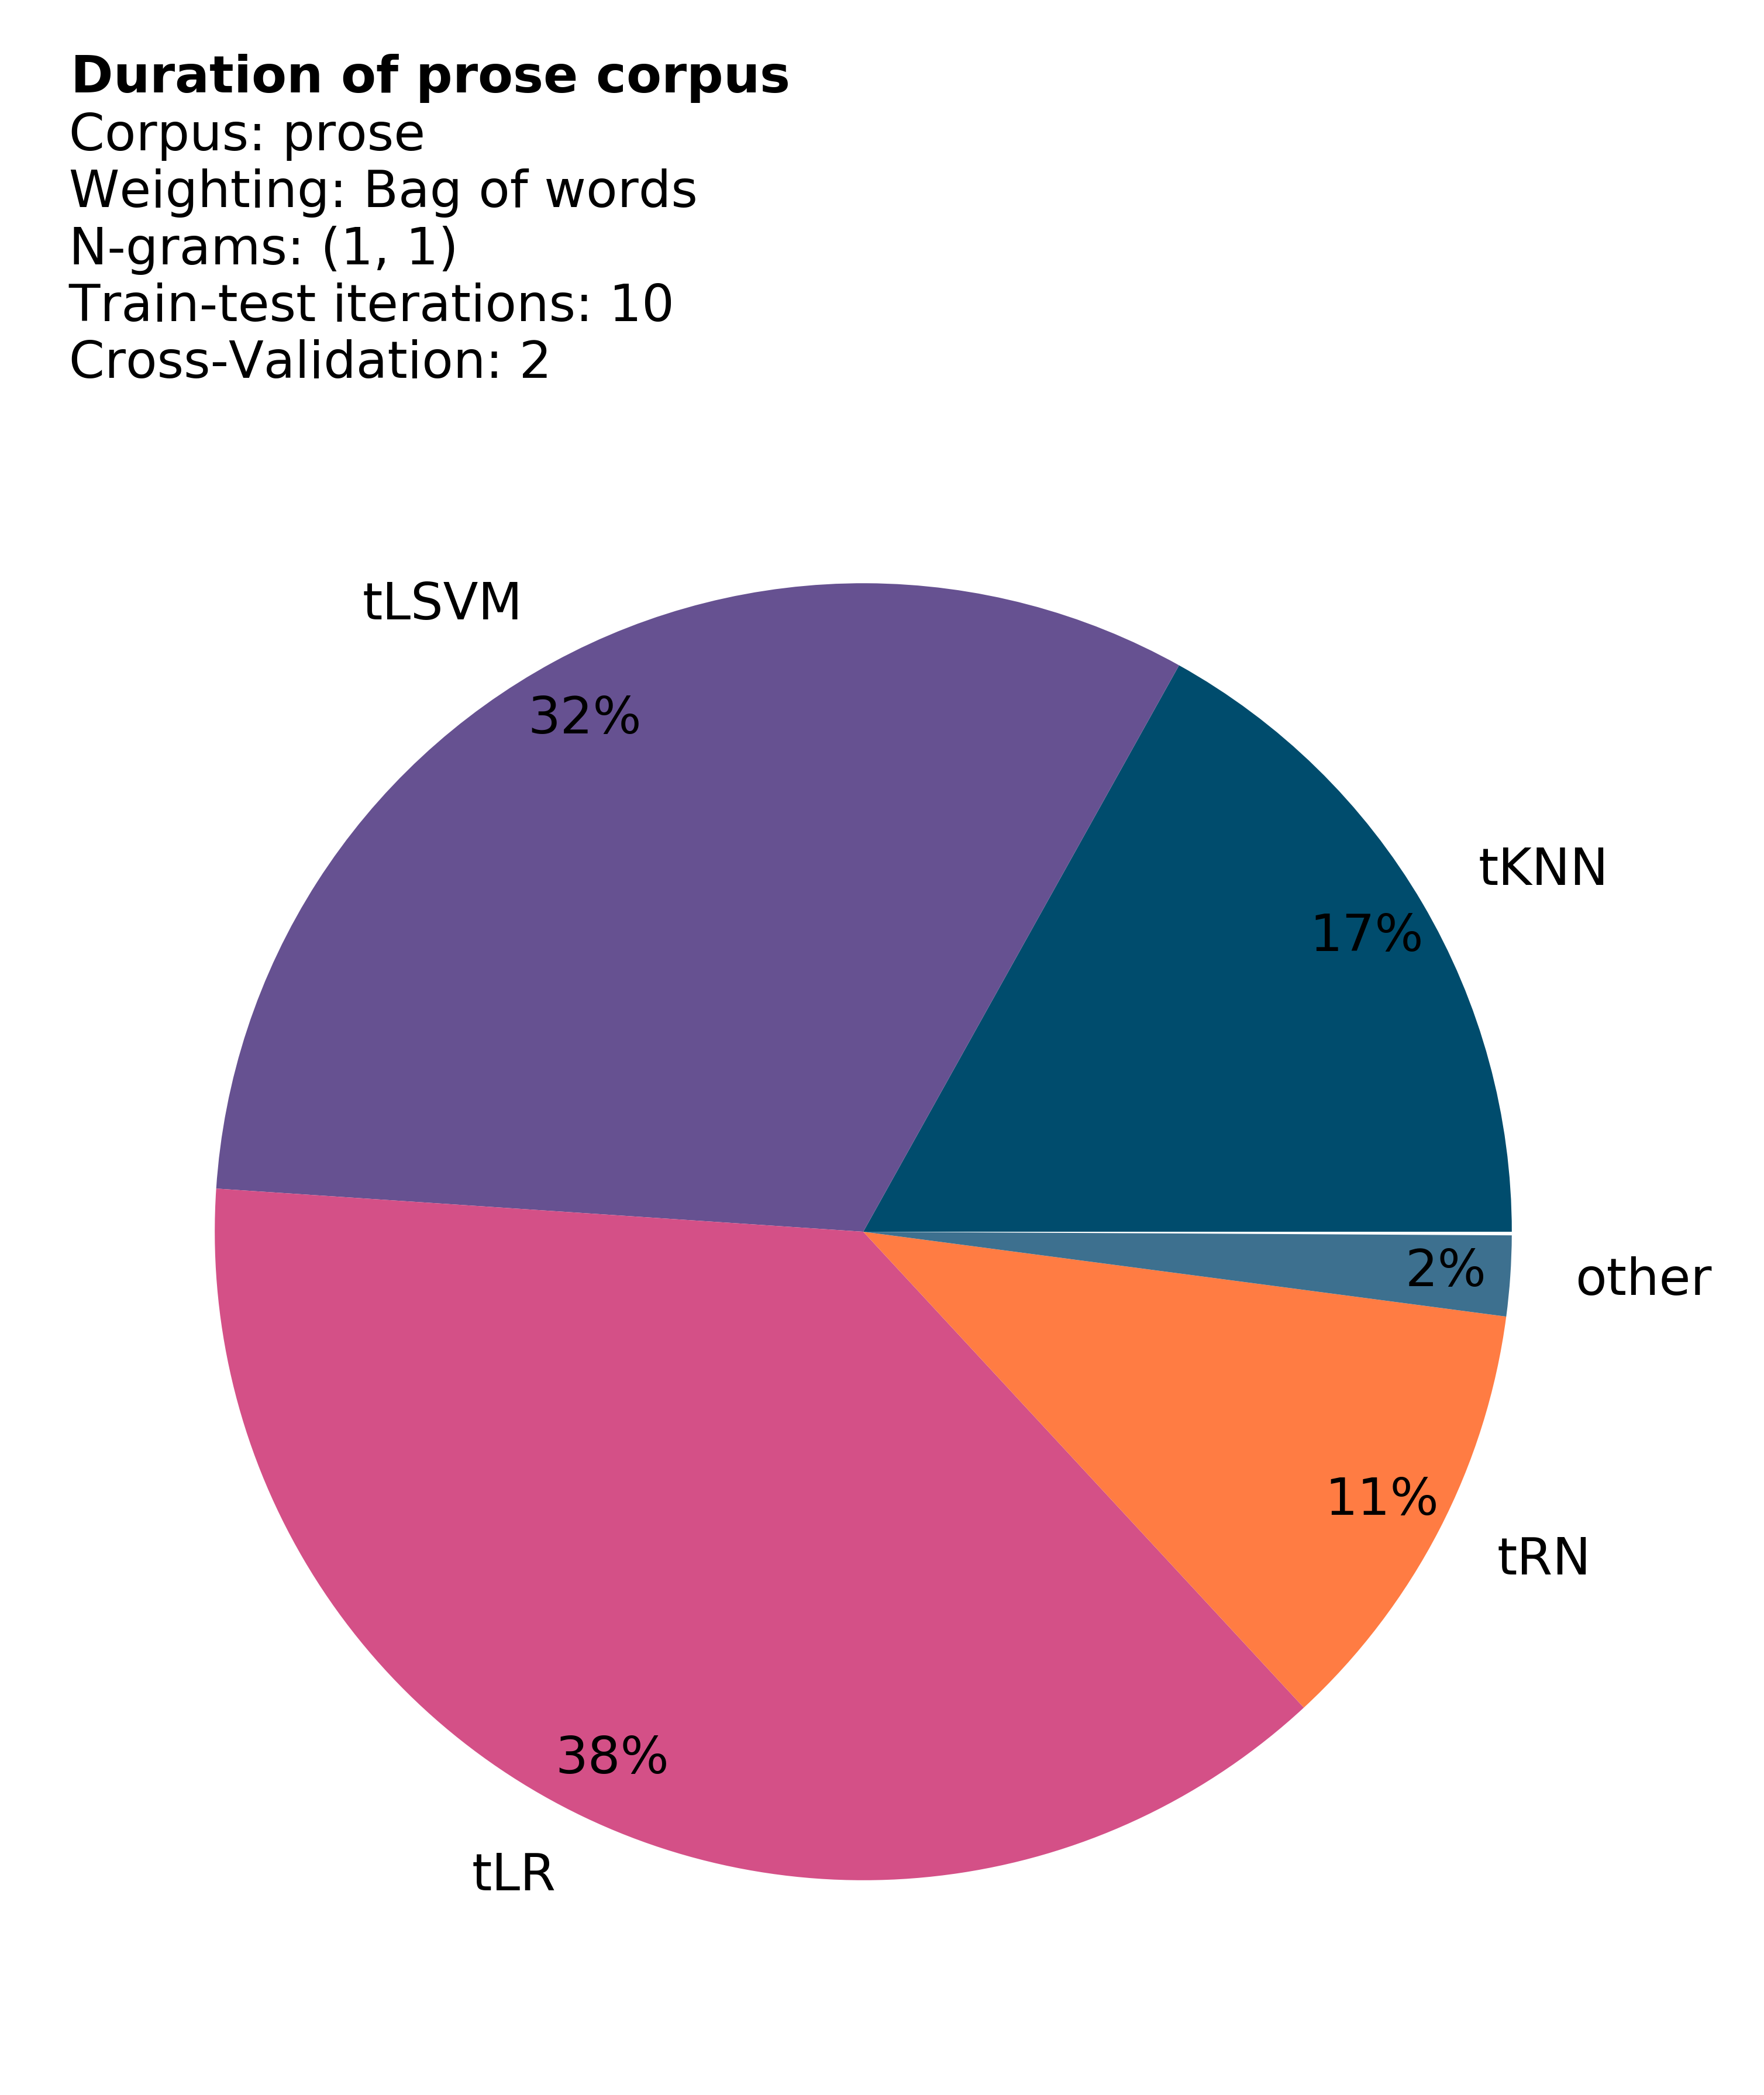 Duration of prose corpus
Corpus: prose
Weighting: Bag of words
N-grams: (1, 1)
Train-test iterations: 10
Cross-Validation: 2
tLSVM
32%
tKNN
17%
2%
other
11%
tRN
38%
tLR